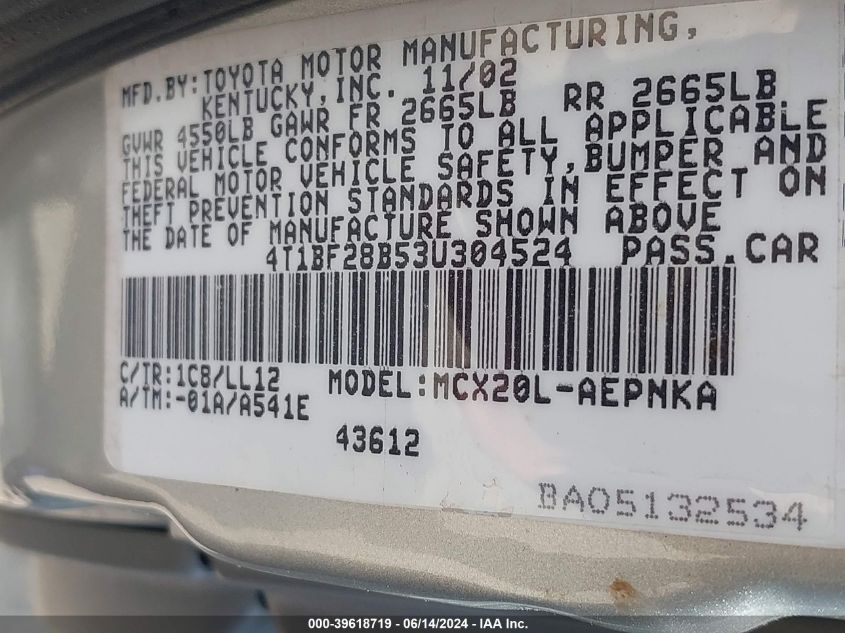 MFD.BY:TOYOTA MOTOR MANUFACTURING,
KENTUCKY,INC. 11/02
GVWR 4550LB GAWR FR 2665LB RR 2665LB
THIS VEHICLE CONFORMS TO ALL APPLICABLE
FEDERAL MOTOR VEHICLE SAFETY,BUMPER AND
THEFT PREVENTION STANDARDS IN EFFECT ON
THE DATE OF MANUFACTURE SHOWN ABOVE
4T1BF28B53U304524 PASS.CAR
C/TR:1C8/LL12 MODEL:MCX20L-AEPNKA
A/TM:-01A/A541E
43612
BA05132534
000-39618719 - 06/14/2024 - IAA Inc.